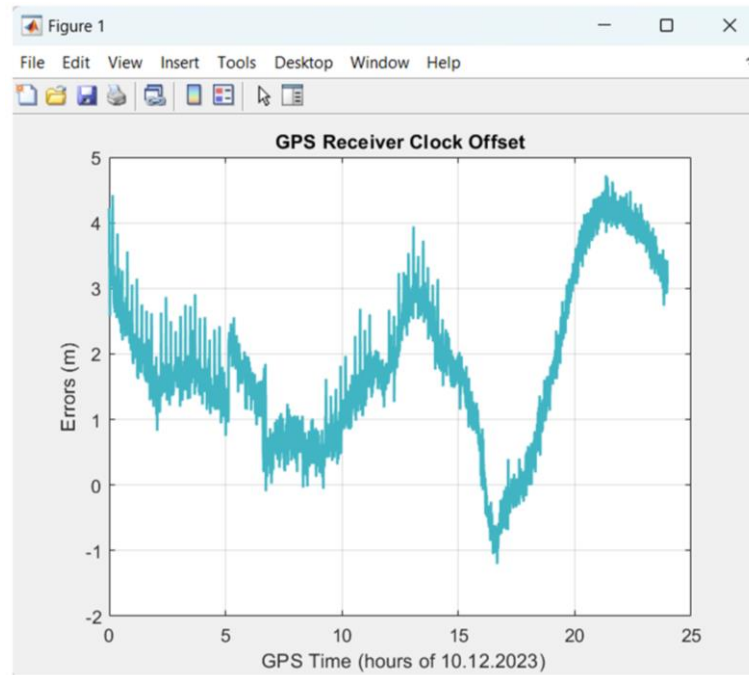 Figure 1
File Edit View Insert Tools Desktop Window Help
GPS Receiver Clock Offset
5
4
3
2
1
0
-1
-2
Errors (m)
0 5 10 15 20 25
GPS Time (hours of 10.12.2023)